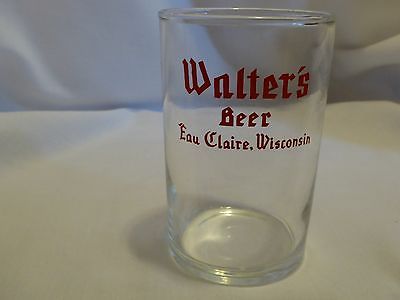 Walter's
Beer
Eau Claire, Wisconsin